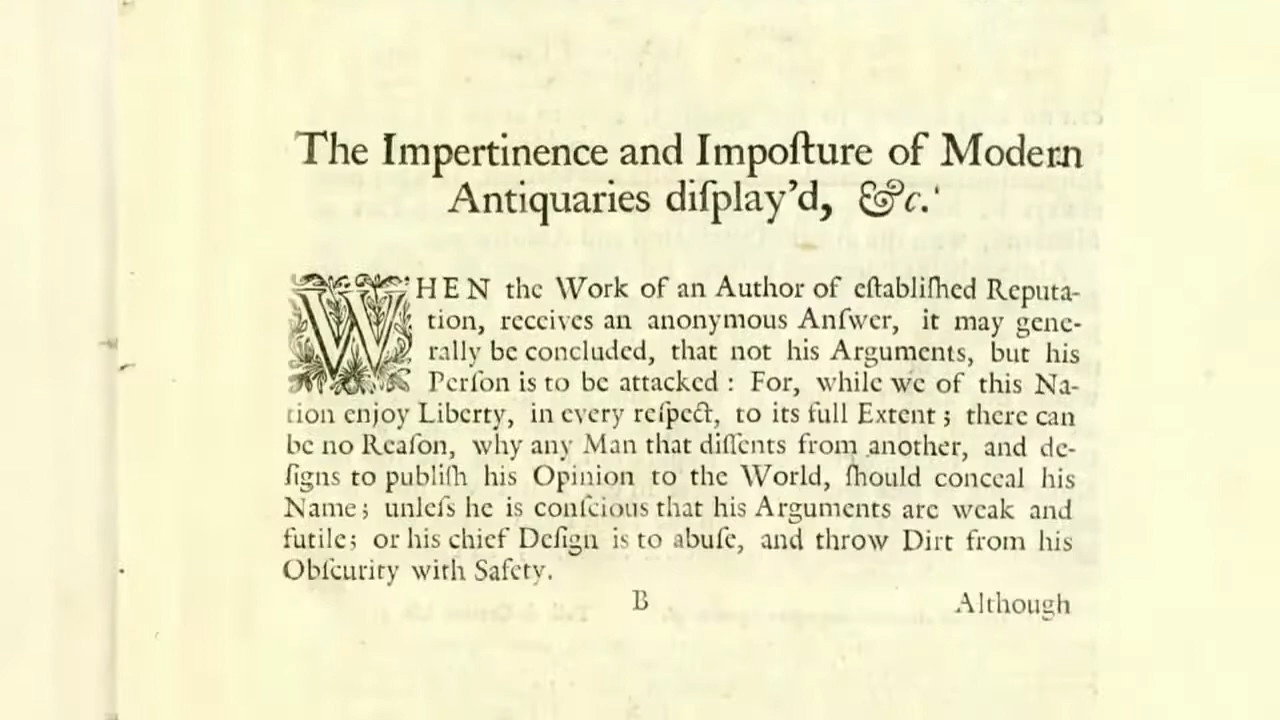 The Impertinence and Impoſture of Modern
Antiquaries diſplay'd, &c.
WHEN the Work of an Author of eſtabliſhed Reputa-
tion, receives an anonymous Anſwer, it may gene-
rally be concluded, that not his Arguments, but his
Perſon is to be attacked : For, while we of this Na-
tion enjoy Liberty, in every reſpect, to its full Extent ; there can
be no Reaſon, why any Man that diſſents from another, and de-
ſigns to publiſh his Opinion to the World, ſhould conceal his
Name ; unleſs he is conſcious that his Arguments are weak and
futile ; or his chief Deſign is to abuſe, and throw Dirt from his
Obſcurity with Safety.
B Although